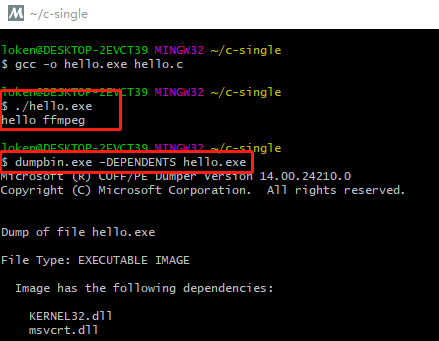 M ~/c-single
loken@DESKTOP-2EVCT39 MINGW32 ~/c-single
$ gcc -o hello.exe hello.c
loken@DESKTOP-2EVCT39 MINGW32 ~/c-single
$ ./hello.exe
hello ffmpeg
loken@DESKTOP-2EVCT39 MINGW32 ~/c-single
$ dumpbin.exe -DEPENDENTS hello.exe
Microsoft (R) COFF/PE Dumper Version 14.00.24210.0
Copyright (C) Microsoft Corporation.  All rights reserved.
Dump of file hello.exe
File Type: EXECUTABLE IMAGE
Image has the following dependencies:
KERNEL32.dll
msvcrt.dll